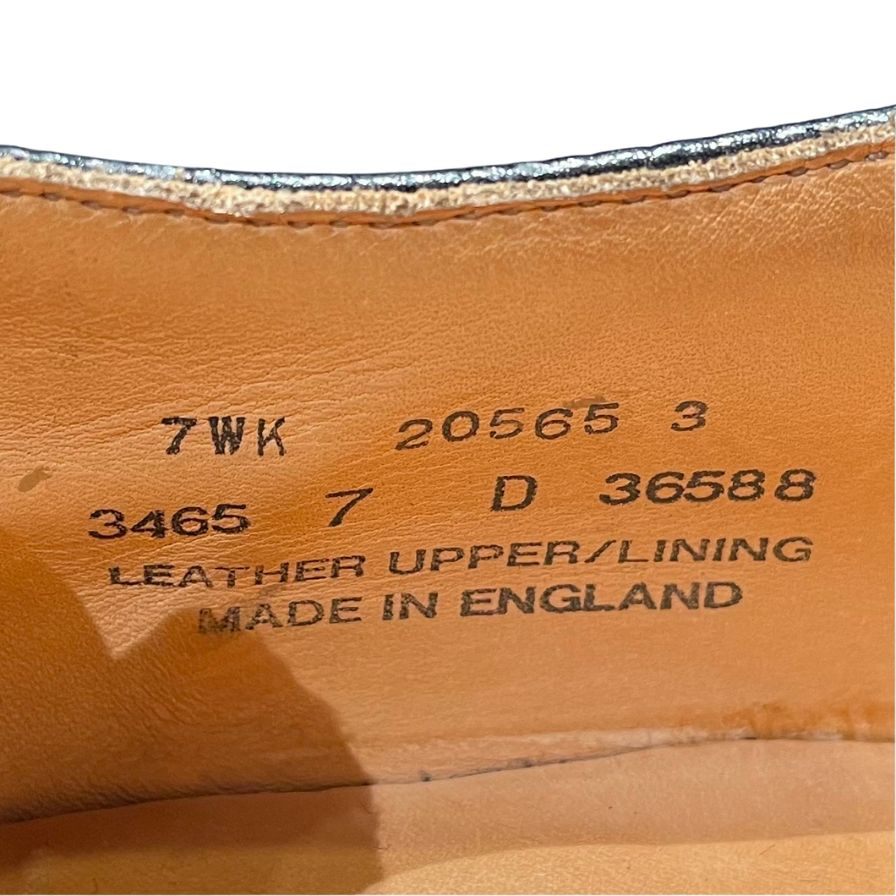 7WK 20565 3
3465 7 D 36588
LEATHER UPPER/LINING
MADE IN ENGLAND